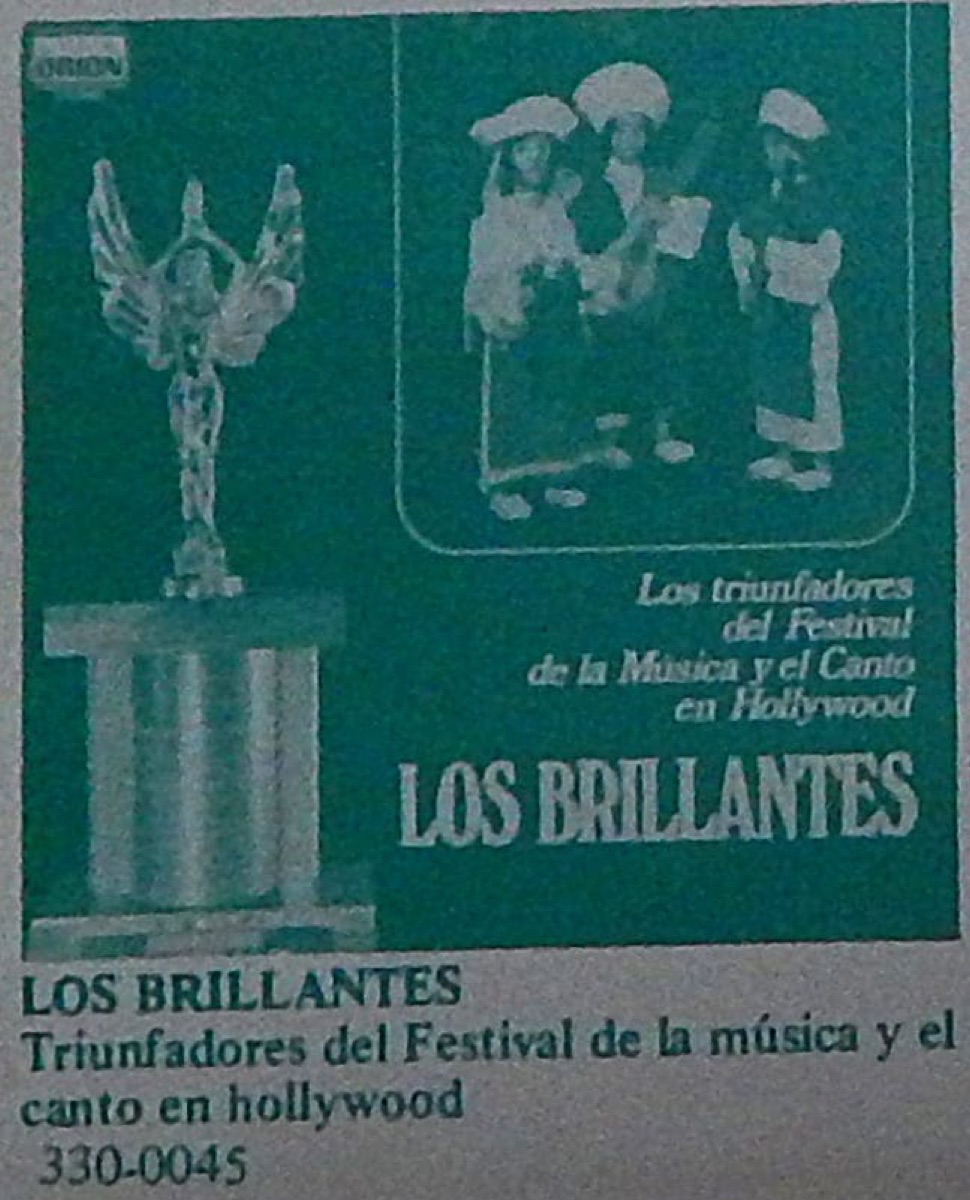 ORION
Los triunfadores
del Festival
de la Música y el Canto
en Hollywood
LOS BRILLANTES
LOS BRILLANTES
Triunfadores del Festival de la música y el
canto en hollywood
330-0045